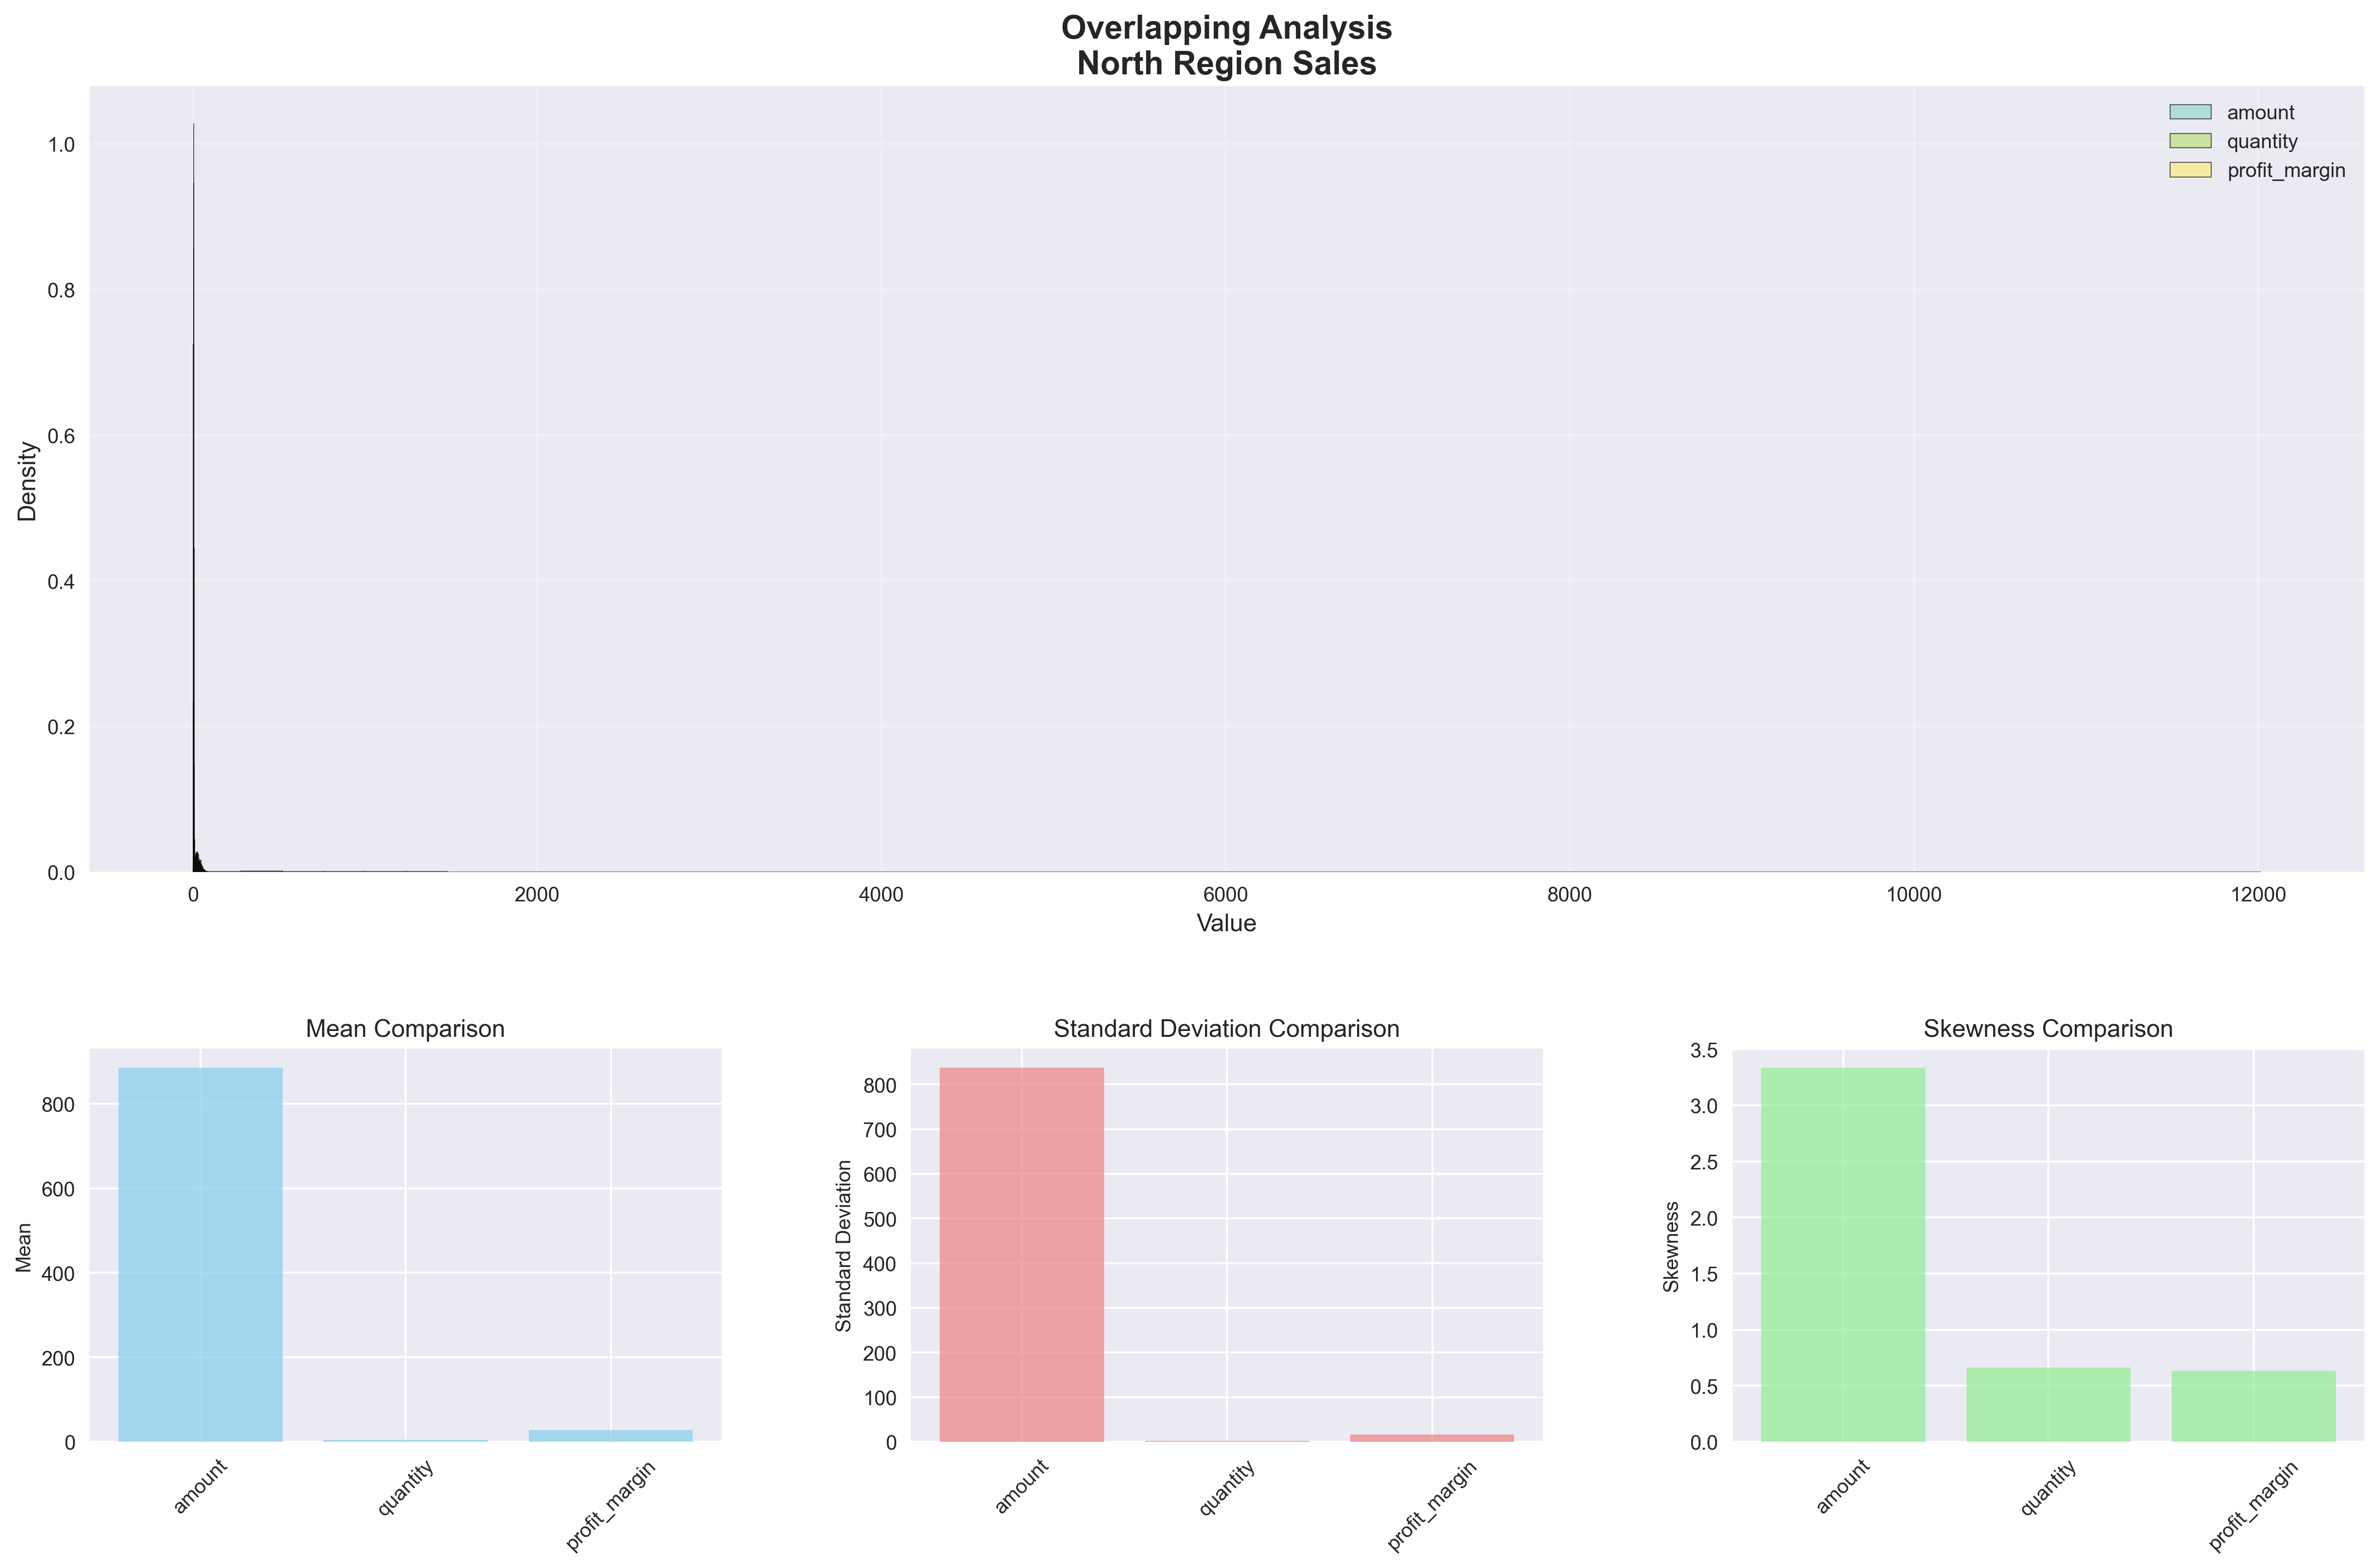 Overlapping Analysis
North Region Sales
amount
quantity
profit_margin
1.0
0.8
0.6
0.4
0.2
0.0
Density
0 2000 4000 6000 8000 10000 12000
Value
Mean Comparison
800
600
400
200
0
Mean
amount quantity profit_margin
Standard Deviation Comparison
800
700
600
500
400
300
200
100
0
Standard Deviation
amount quantity profit_margin
Skewness Comparison
3.5
3.0
2.5
2.0
1.5
1.0
0.5
0.0
Skewness
amount quantity profit_margin